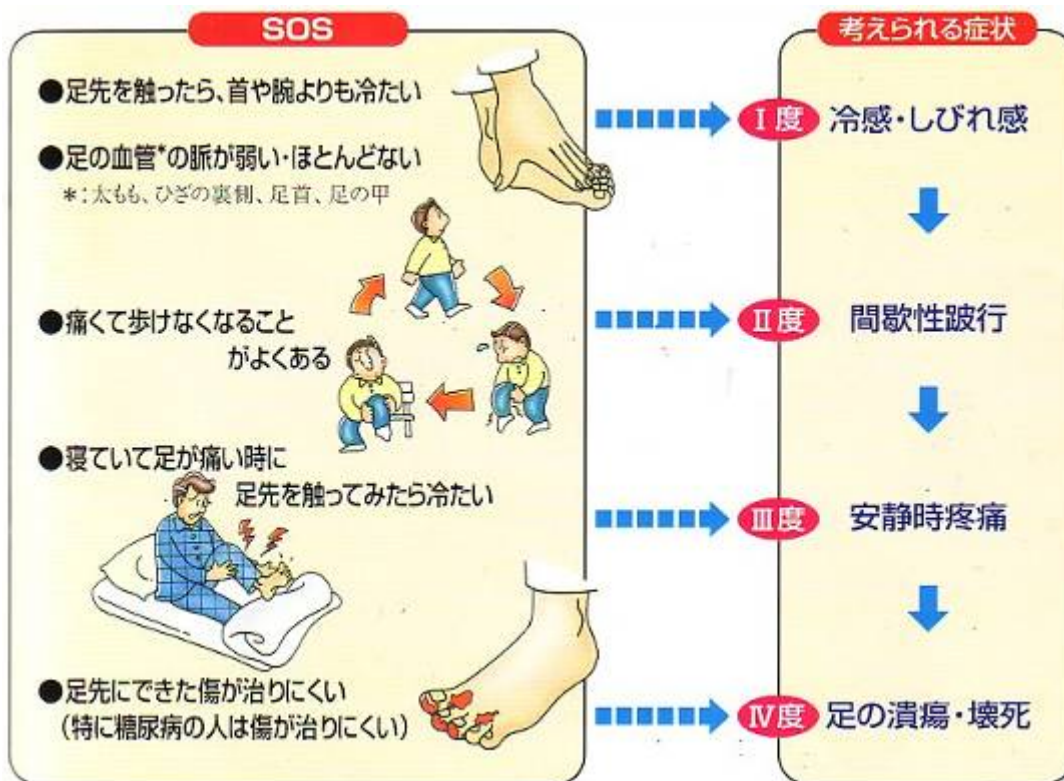 SOS
●足先を触ったら、首や腕よりも冷たい
●足の血管*の脈が弱い・ほとんどない
*:太もも、ひざの裏側、足首、足の甲
●痛くて歩けなくなること
がよくある
●寝ていて足が痛い時に
足先を触ってみたら冷たい
●足先にできた傷が治りにくい
(特に糖尿病の人は傷が治りにくい)
考えられる症状
Ⅰ度 冷感・しびれ感
Ⅱ度 間歇性跛行
Ⅲ度 安静時疼痛
Ⅳ度 足の潰瘍・壊死